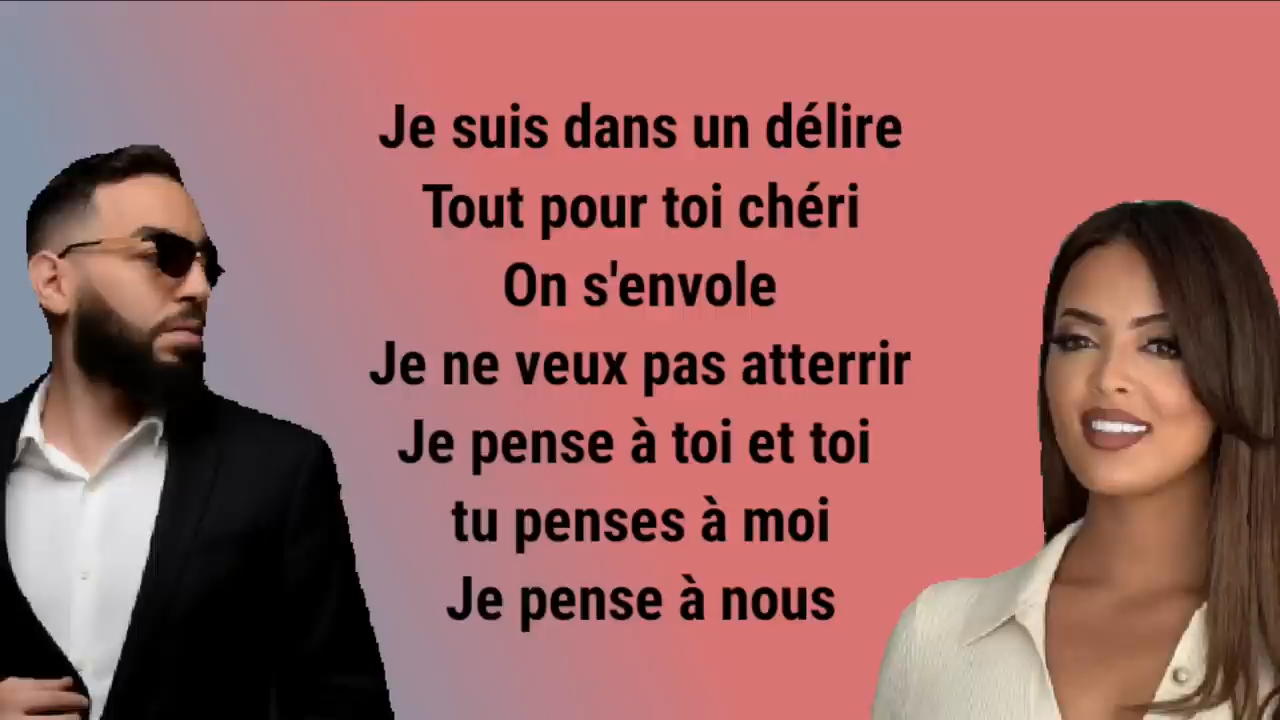 Je suis dans un délire
Tout pour toi chéri
On s'envole
Je ne veux pas atterrir
Je pense à toi et toi
tu penses à moi
Je pense à nous